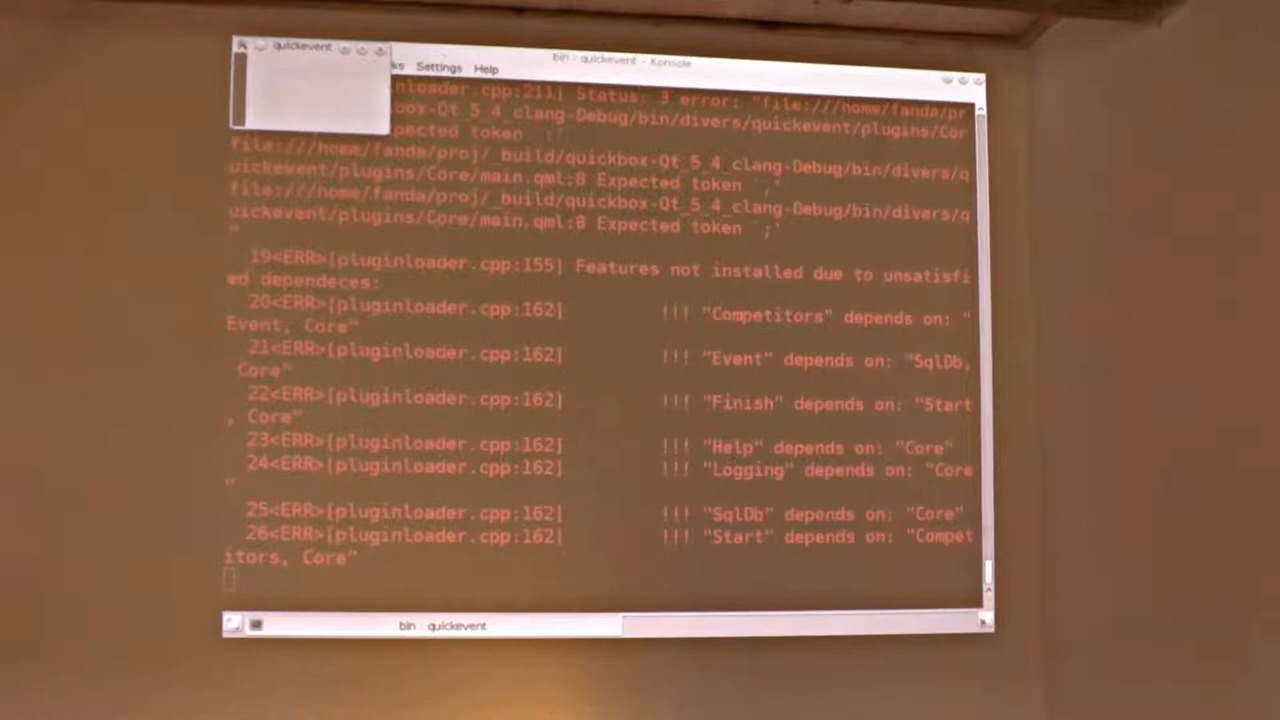 quickevent
bin : quickevent - Konsole
ks Settings Help
inloader.cpp:211] Status: 3 error: "file:///home/fanda/pr
box-Qt_5_4_clang-Debug/bin/divers/quickevent/plugins/Cor
pected token `;'
file:///home/fanda/proj/_build/quickbox-Qt_5_4_clang-Debug/bin/divers/q
uickevent/plugins/Core/main.qml:8 Expected token `;'
file:///home/fanda/proj/_build/quickbox-Qt_5_4_clang-Debug/bin/divers/q
uickevent/plugins/Core/main.qml:8 Expected token `;'
"
19<ERR>[pluginloader.cpp:155] Features not installed due to unsatisfi
ed dependeces:
20<ERR>[pluginloader.cpp:162] !!! "Competitors" depends on: "
Event, Core"
21<ERR>[pluginloader.cpp:162] !!! "Event" depends on: "SqlDb,
Core"
22<ERR>[pluginloader.cpp:162] !!! "Finish" depends on: "Start
, Core"
23<ERR>[pluginloader.cpp:162] !!! "Help" depends on: "Core"
24<ERR>[pluginloader.cpp:162] !!! "Logging" depends on: "Core
"
25<ERR>[pluginloader.cpp:162] !!! "SqlDb" depends on: "Core"
26<ERR>[pluginloader.cpp:162] !!! "Start" depends on: "Compet
itors, Core"
bin : quickevent